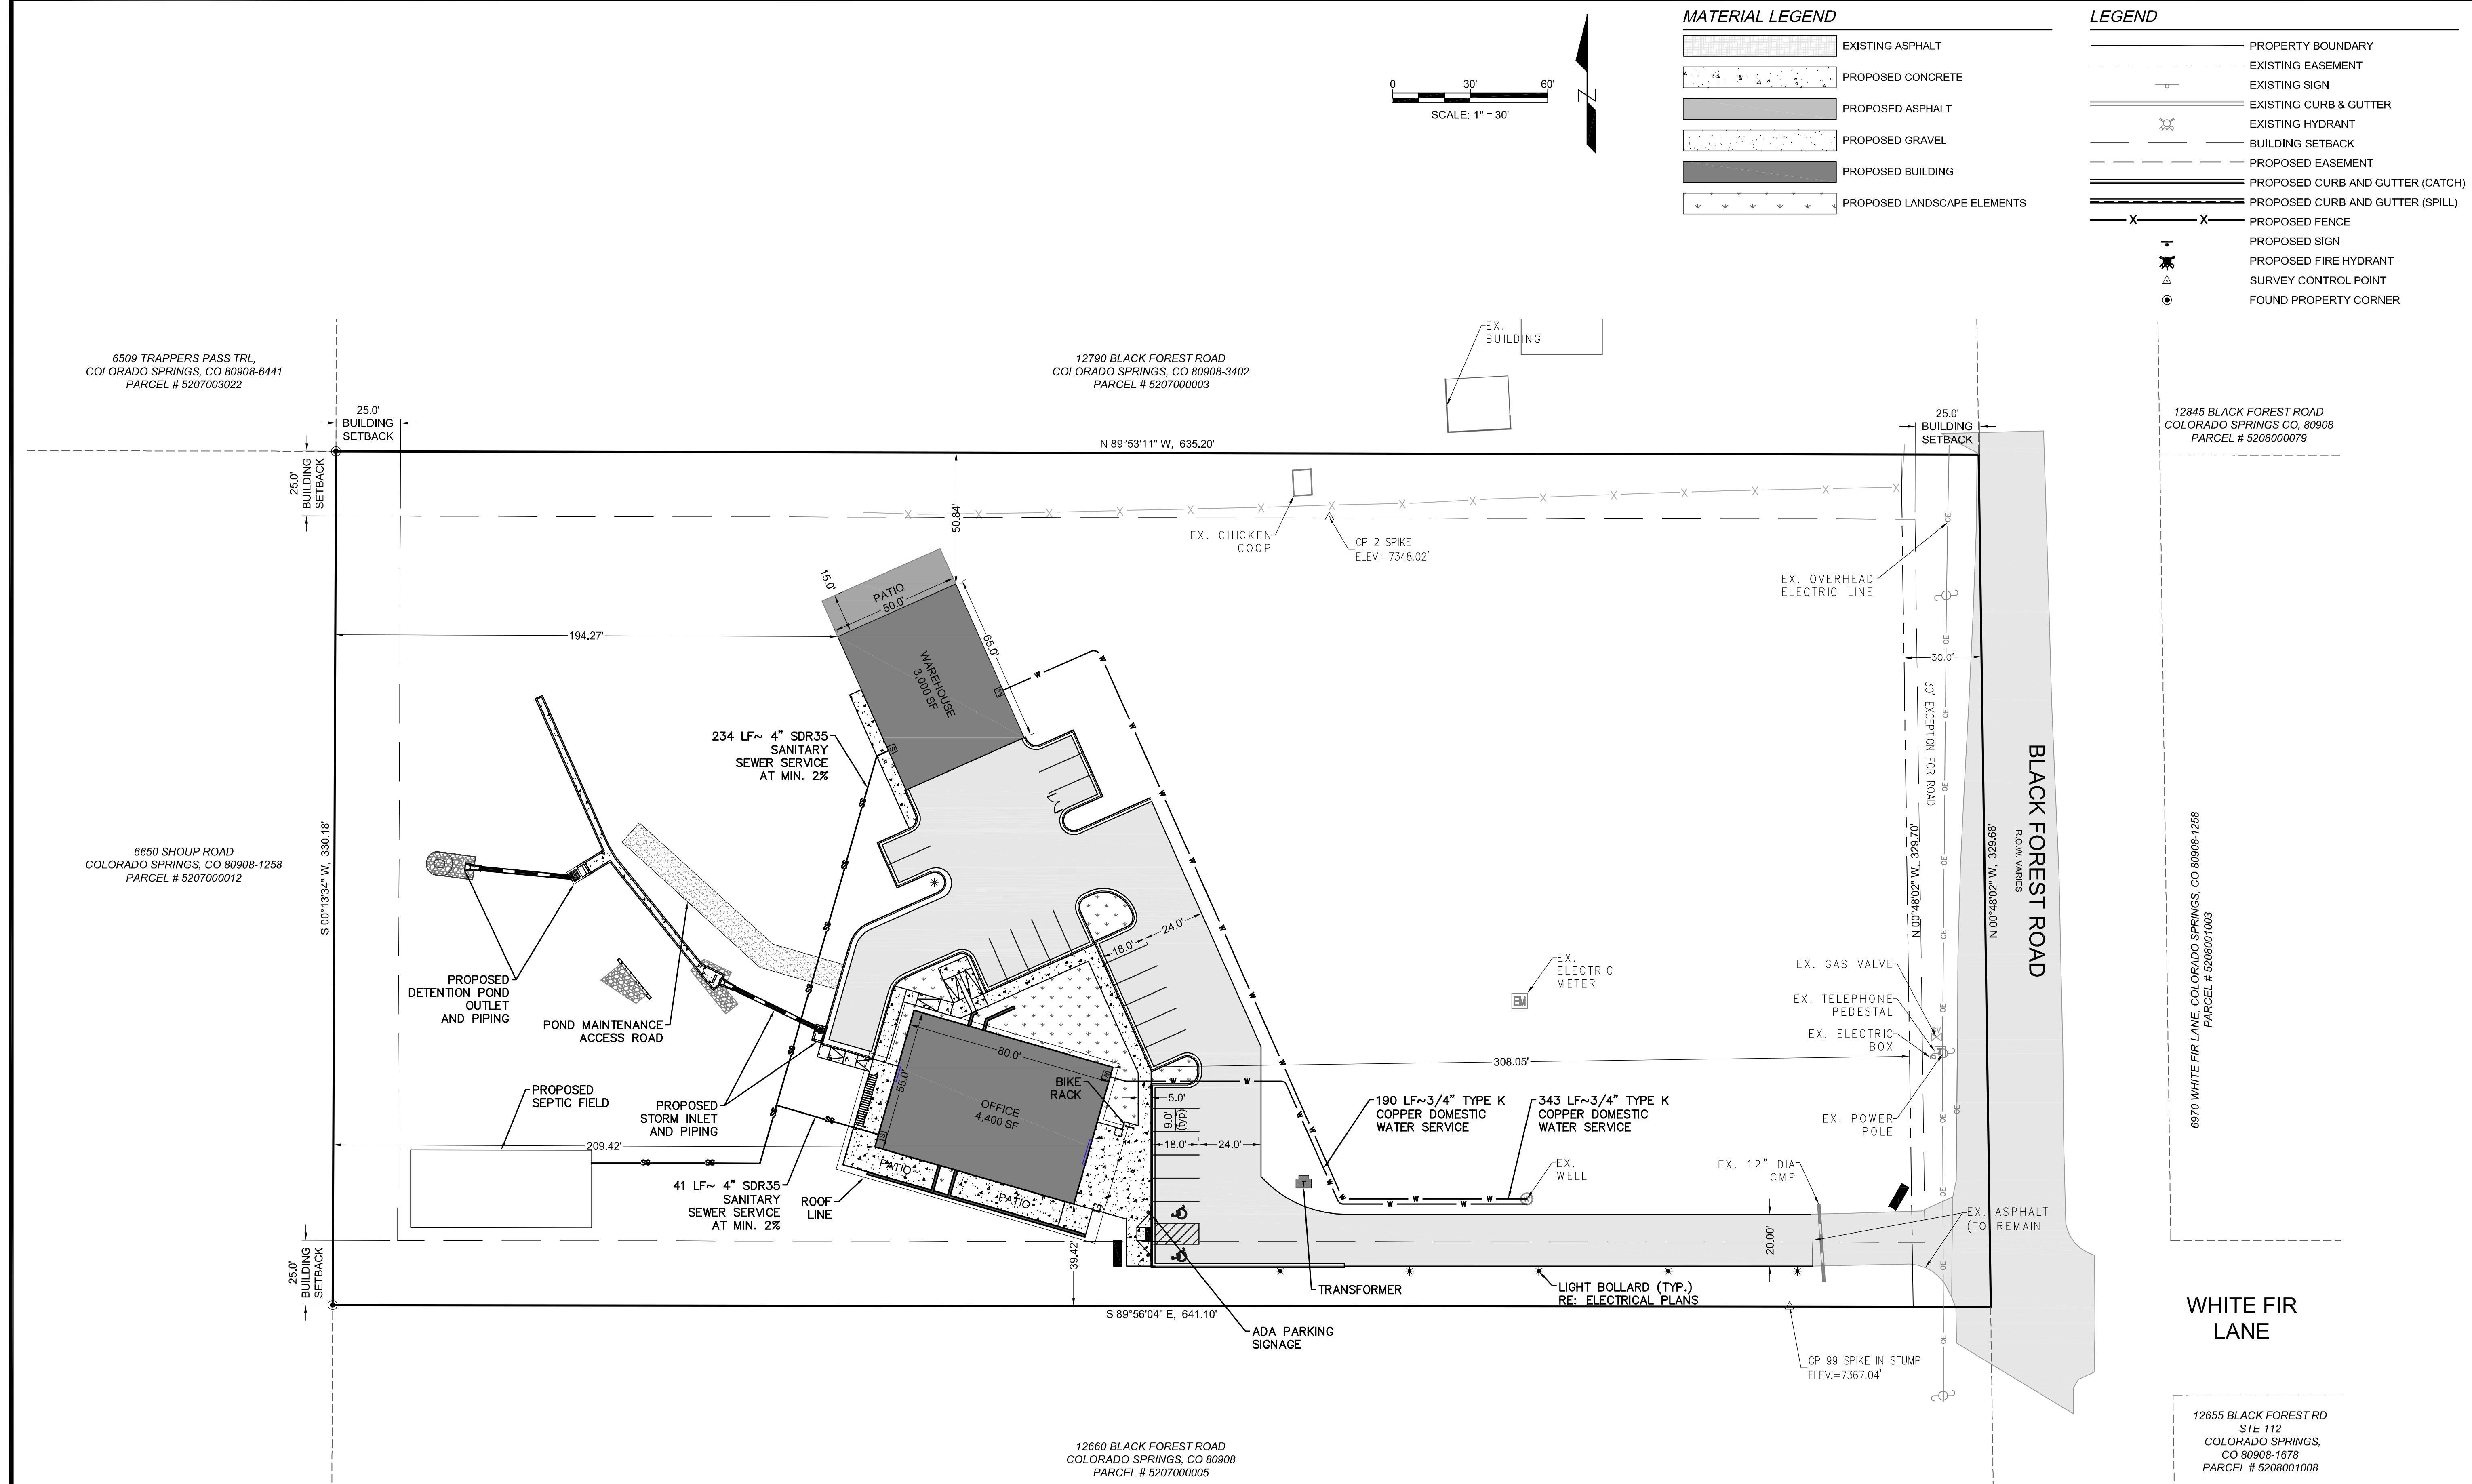 MATERIAL LEGEND
EXISTING ASPHALT
PROPOSED CONCRETE
PROPOSED ASPHALT
PROPOSED GRAVEL
PROPOSED BUILDING
PROPOSED LANDSCAPE ELEMENTS
LEGEND
PROPERTY BOUNDARY
EXISTING EASEMENT
EXISTING SIGN
EXISTING CURB & GUTTER
EXISTING HYDRANT
BUILDING SETBACK
PROPOSED EASEMENT
PROPOSED CURB AND GUTTER (CATCH)
PROPOSED CURB AND GUTTER (SPILL)
X X PROPOSED FENCE
PROPOSED SIGN
PROPOSED FIRE HYDRANT
SURVEY CONTROL POINT
FOUND PROPERTY CORNER
0 30' 60'
SCALE: 1" = 30'
N
6509 TRAPPERS PASS TRL,
COLORADO SPRINGS, CO 80908-6441
PARCEL # 5207003022
12790 BLACK FOREST ROAD
COLORADO SPRINGS, CO 80908-3402
PARCEL # 5207000003
EX.
BUILDING
12845 BLACK FOREST ROAD
COLORADO SPRINGS CO, 80908
PARCEL # 5208000079
25.0'
BUILDING
SETBACK
25.0'
BUILDING
SETBACK
25.0'
BUILDING
SETBACK
N 89°53'11" W, 635.20'
50.84'
EX. CHICKEN
COOP
CP 2 SPIKE
ELEV.=7348.02'
EX. OVERHEAD
ELECTRIC LINE
15.0'
PATIO
50.0'
65.0'
WAREHOUSE
3,000 SF
194.27'
30.0'
30' EXCEPTION FOR ROAD
234 LF~ 4" SDR35
SANITARY
SEWER SERVICE
AT MIN. 2%
BLACK FOREST ROAD
R.O.W. VARIES
N 00°48'02" W, 329.70'
N 00°48'02" W, 329.68'
6970 WHITE FIR LANE, COLORADO SPRINGS, CO 80908-1258
PARCEL # 5208001003
6650 SHOUP ROAD
COLORADO SPRINGS, CO 80908-1258
PARCEL # 5207000012
S 00°13'34" W, 330.18'
18.0'
24.0'
PROPOSED
DETENTION POND
OUTLET
AND PIPING
POND MAINTENANCE
ACCESS ROAD
EX.
ELECTRIC
METER
EM
EX. GAS VALVE
EX. TELEPHONE
PEDESTAL
EX. ELECTRIC
BOX
EX. POWER
POLE
308.05'
80.0'
55.0'
OFFICE
4,400 SF
BIKE
RACK
5.0'
9.0'
(typ)
18.0'
24.0'
190 LF~3/4" TYPE K
COPPER DOMESTIC
WATER SERVICE
343 LF~3/4" TYPE K
COPPER DOMESTIC
WATER SERVICE
PROPOSED
SEPTIC FIELD
PROPOSED
STORM INLET
AND PIPING
209.42'
PATIO
PATIO
41 LF~ 4" SDR35
SANITARY
SEWER SERVICE
AT MIN. 2%
ROOF
LINE
EX.
WELL
T
EX. 12" DIA
CMP
EX. ASPHALT
(TO REMAIN
20.00'
39.42'
25.0'
BUILDING
SETBACK
TRANSFORMER
LIGHT BOLLARD (TYP.)
RE: ELECTRICAL PLANS
S 89°56'04" E, 641.10'
ADA PARKING
SIGNAGE
WHITE FIR
LANE
CP 99 SPIKE IN STUMP
ELEV.=7367.04'
12660 BLACK FOREST ROAD
COLORADO SPRINGS, CO 80908
PARCEL # 5207000005
12655 BLACK FOREST RD
STE 112
COLORADO SPRINGS,
CO 80908-1678
PARCEL # 5208001008